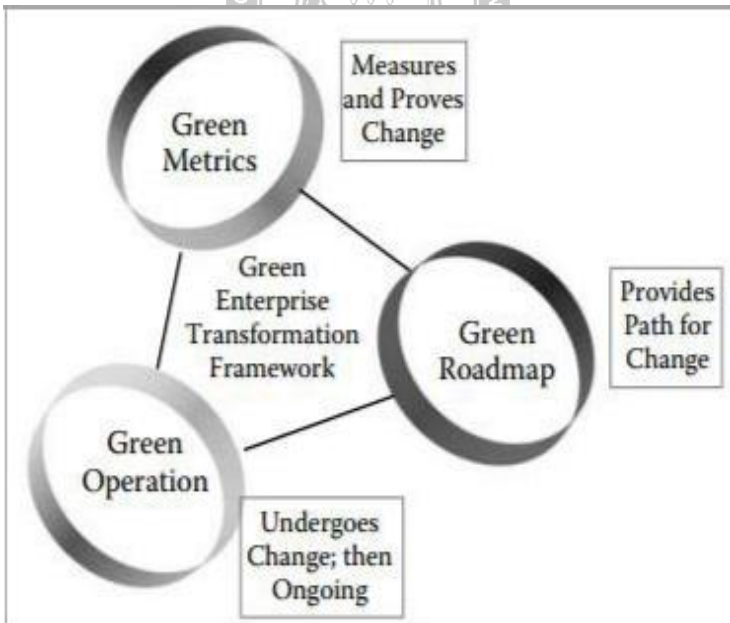 Measures
and Proves
Change
Green
Metrics
Green
Enterprise
Transformation
Framework
Provides
Path for
Change
Green
Roadmap
Green
Operation
Undergoes
Change; then
Ongoing